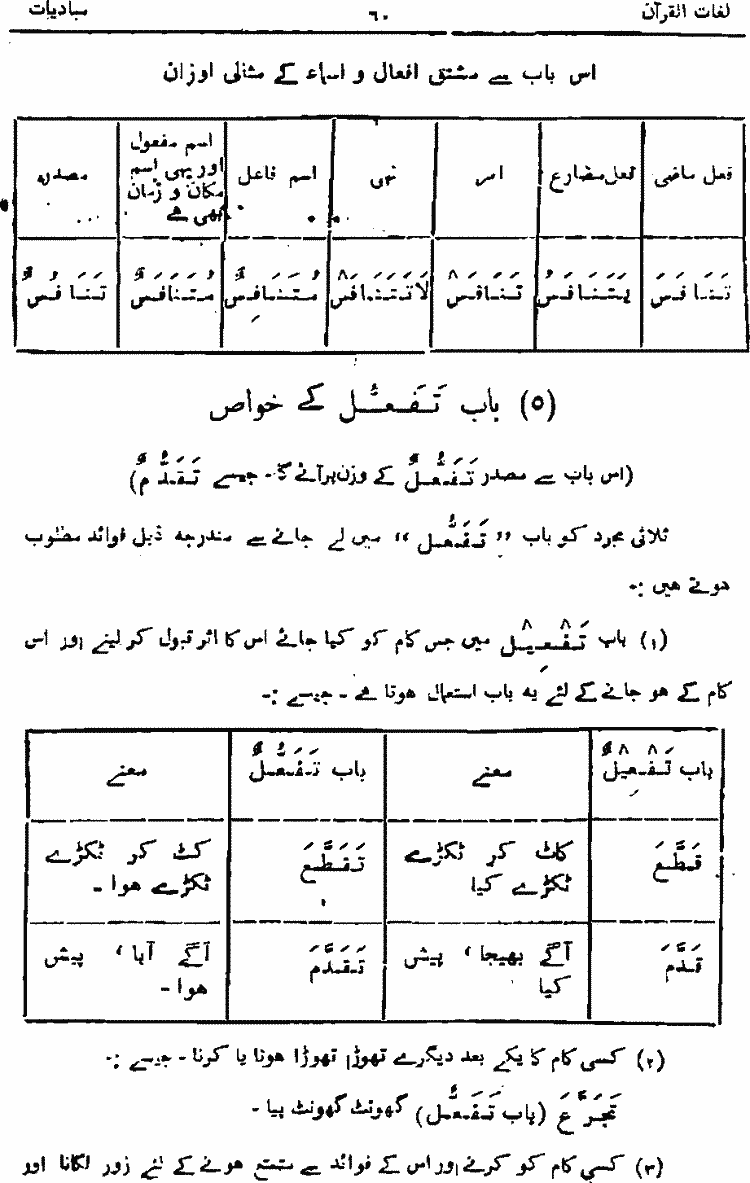 لغات القرآن ٦٠ مبادیات
اس باب سے مشتق افعال و اسماء کے مثالی اوزان
فعل ماضی | فعل مضارع | امر | نہی | اسم فاعل | اسم مفعول اور یہی اسم مکان و زمان بھی ہے | مصدر
تَنَافَسَ | یَتَنَافَسُ | تَنَافَسْ | لَاتَتَنَافَسْ | مُتَنَافِسٌ | مُتَنَافَسٌ | تَنَافُسٌ
(۵) باب تَفَعُّل کے خواص
(اس باب سے مصدر تَفَعُّلٌ کے وزن پر آئے گا۔ جیسے تَقَدُّمٌ)
ثلاثی مجرد کو باب ”تَفَعُّل“ میں لے جانے سے مندرجہ ذیل فوائد مطلوب
ہوتے ہیں :-
(۱) باب تَفْعِیْل میں جس کام کو کیا جائے اس کا اثر قبول کر لینے اور اس
کام کے ہو جانے کے لئے یہ باب استعمال ہوتا ہے ۔ جیسے :-
باب تَفْعِیْلٌ | معنے | باب تَفَعُّلٌ | معنے
قَطَّعَ | کاٹ کر ٹکڑے ٹکڑے کیا | تَقَطَّعَ | کٹ کر ٹکڑے ٹکڑے ہوا ۔
قَدَّمَ | آگے بھیجا ، پیش کیا | تَقَدَّمَ | آگے آیا ، پیش ہوا ۔
(۲) کسی کام کا یکے بعد دیگرے تھوڑا تھوڑا ہونا یا کرنا ۔ جیسے :-
تَجَرَّعَ (باب تَفَعُّل) گھونٹ گھونٹ پیا ۔
(۳) کسی کام کو کرنے اور اس کے فوائد سے متمتع ہونے کے لئے زور لگانا اور